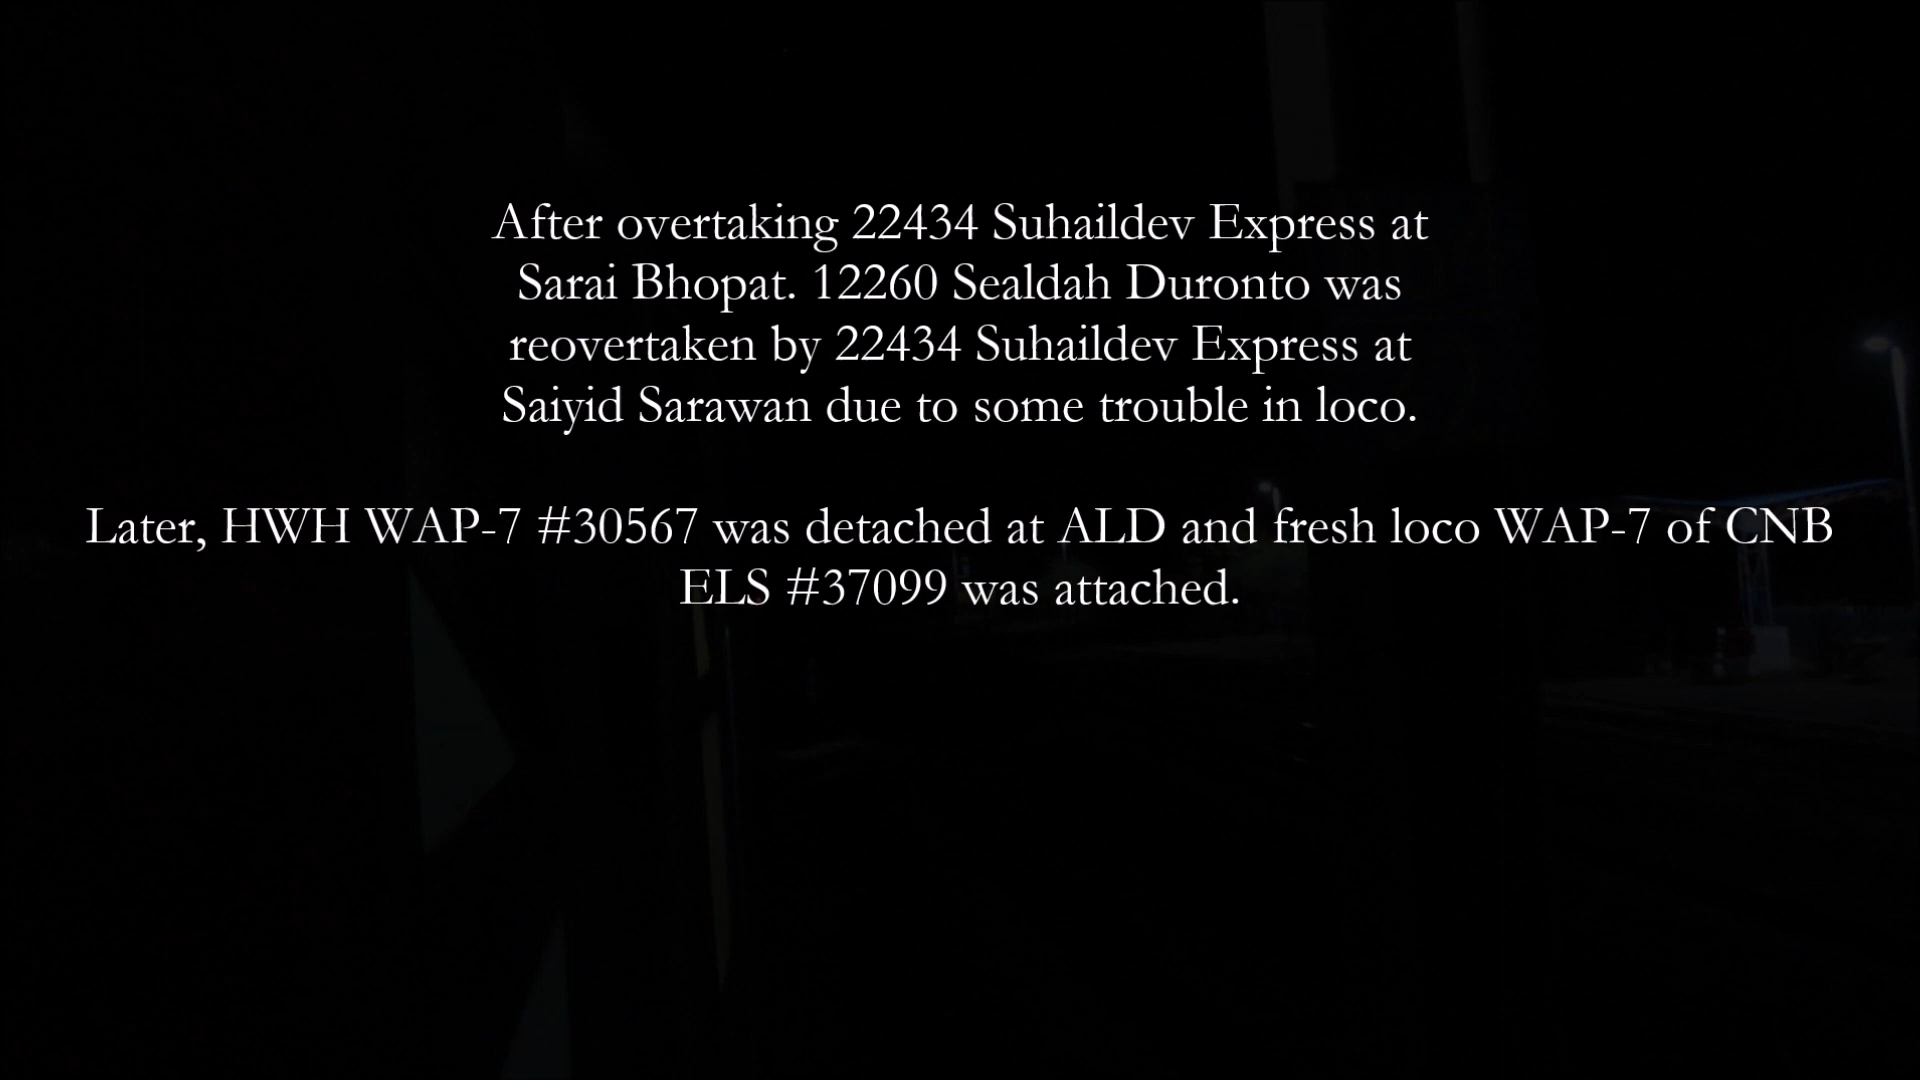 After overtaking 22434 Suhaildev Express at
Sarai Bhopat. 12260 Sealdah Duronto was
reovertaken by 22434 Suhaildev Express at
Saiyid Sarawan due to some trouble in loco.
Later, HWH WAP-7 #30567 was detached at ALD and fresh loco WAP-7 of CNB
ELS #37099 was attached.